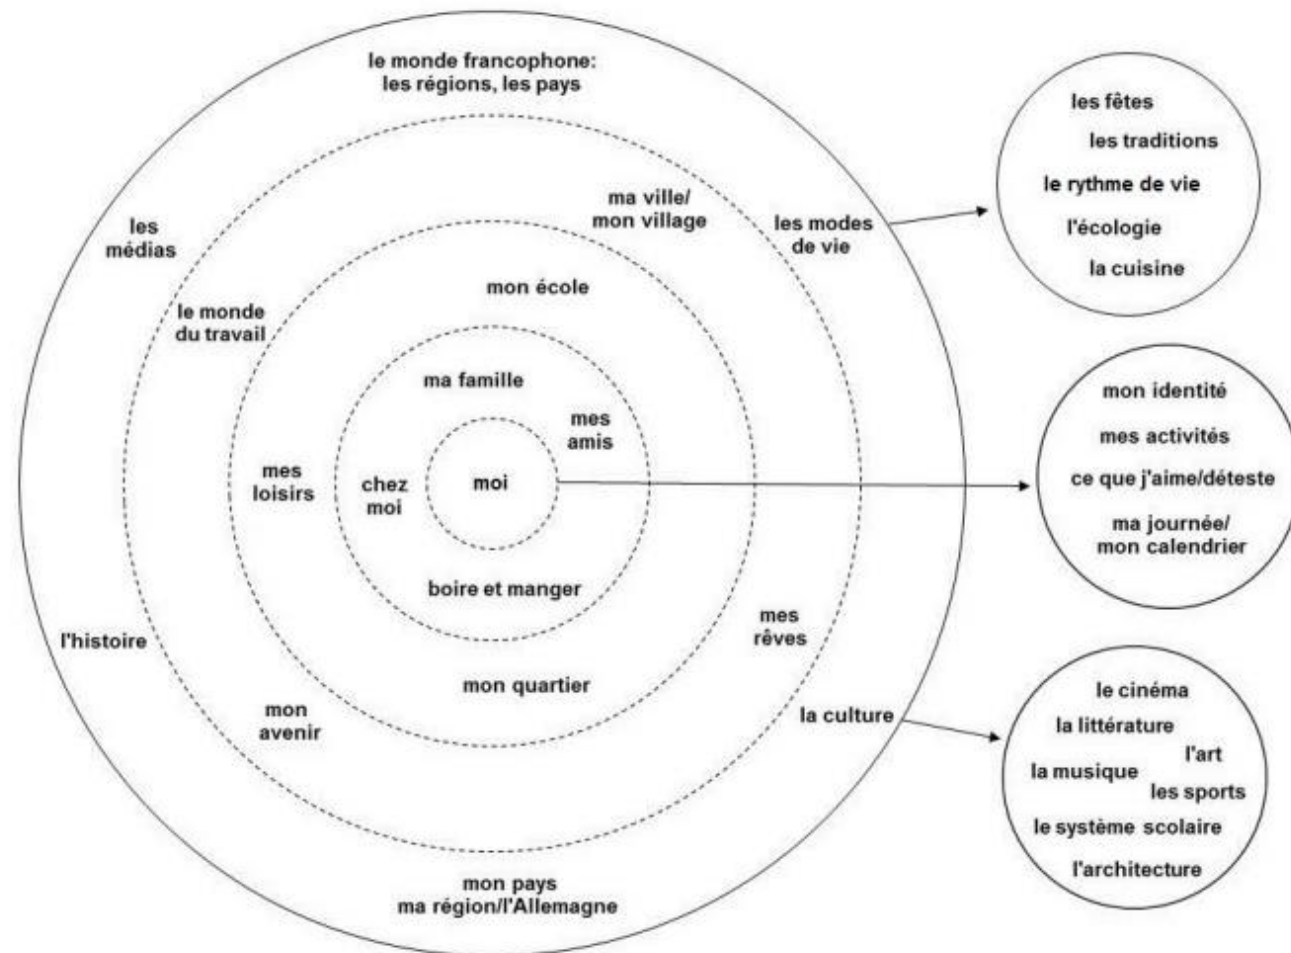 le monde francophone:
les régions, les pays
les
médias
ma ville/
mon village
les modes
de vie
mon école
le monde
du travail
ma famille
mes
amis
mes
loisirs
chez
moi
moi
boire et manger
mes
rêves
l'histoire
mon quartier
mon
avenir
la culture
mon pays
ma région/l'Allemagne
les fêtes
les traditions
le rythme de vie
l'écologie
la cuisine
mon identité
mes activités
ce que j'aime/déteste
ma journée/
mon calendrier
le cinéma
la littérature
l'art
la musique
les sports
le système scolaire
l'architecture